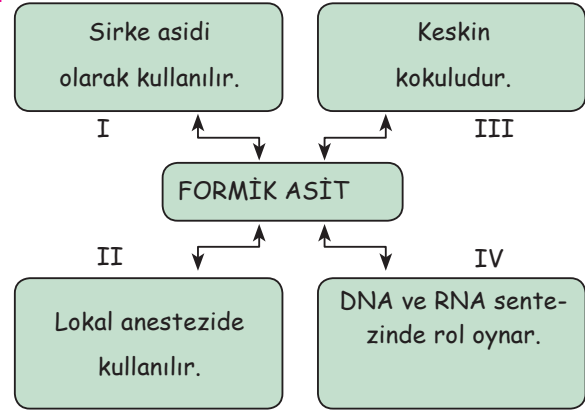 Sirke asidi
olarak kullanılır.
I
Keskin
kokuludur.
III
FORMİK ASİT
II
Lokal anestezide
kullanılır.
IV
DNA ve RNA sente-
zinde rol oynar.